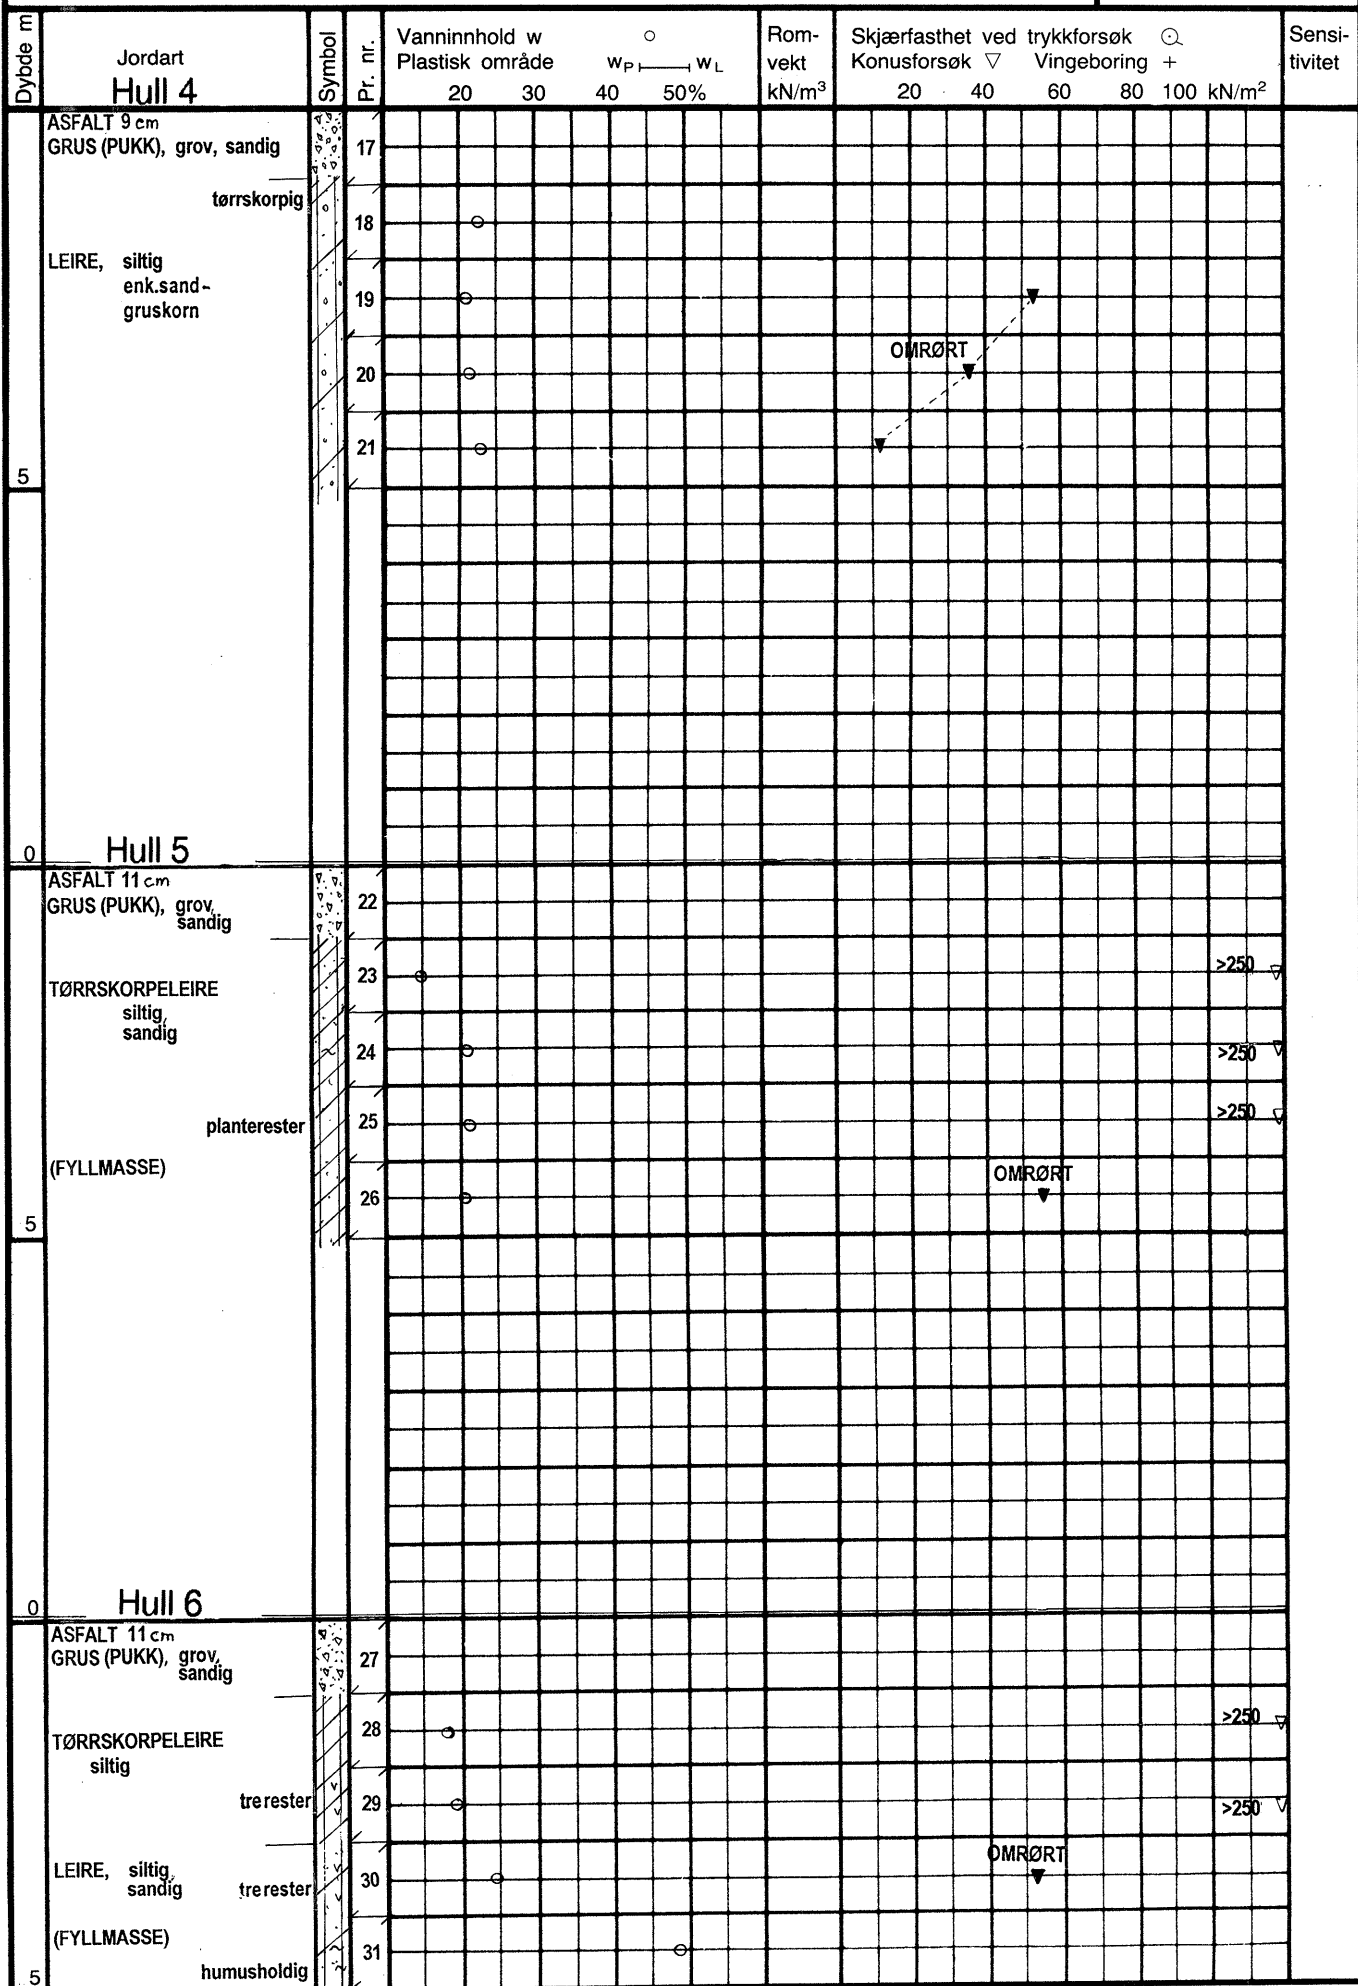 Dybde m
Jordart
Hull 4
Symbol
Pr. nr.
Vanninnhold w ○
Plastisk område wP wL
20 30 40 50%
Rom-
vekt
kN/m³
Skjærfasthet ved trykkforsøk
Konusforsøk ▽ Vingeboring +
20 40 60 80 100 kN/m²
Sensi-
tivitet
ASFALT 9 cm
GRUS (PUKK), grov, sandig
17
tørrskorpig
18
LEIRE, siltig
enk.sand-
gruskorn
19
OMRØRT
20
21
5
0
Hull 5
ASFALT 11 cm
GRUS (PUKK), grov,
sandig
22
23
>250
TØRRSKORPELEIRE
siltig,
sandig
24
>250
planterester
25
>250
(FYLLMASSE)
OMRØRT
26
5
0
Hull 6
ASFALT 11 cm
GRUS (PUKK), grov,
sandig
27
28
>250
TØRRSKORPELEIRE
siltig
trerester
29
>250
OMRØRT
LEIRE, siltig,
sandig
trerester
30
(FYLLMASSE)
31
humusholdig
5